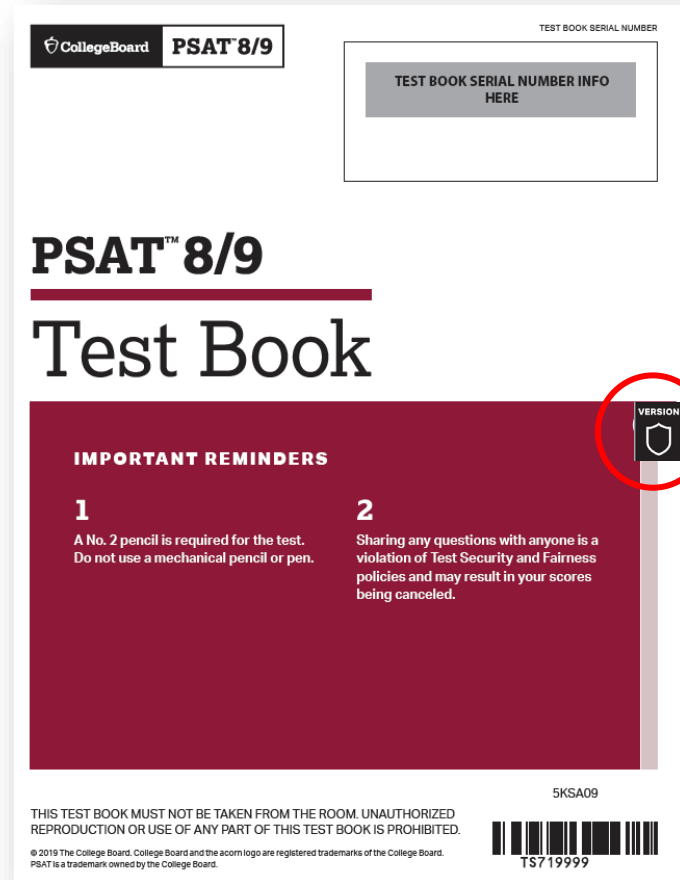 CollegeBoard PSAT™ 8/9
TEST BOOK SERIAL NUMBER
TEST BOOK SERIAL NUMBER INFO
HERE
PSAT™ 8/9
Test Book
VERSION
IMPORTANT REMINDERS
1
A No. 2 pencil is required for the test.
Do not use a mechanical pencil or pen.
2
Sharing any questions with anyone is a
violation of Test Security and Fairness
policies and may result in your scores
being canceled.
5KSA09
THIS TEST BOOK MUST NOT BE TAKEN FROM THE ROOM. UNAUTHORIZED
REPRODUCTION OR USE OF ANY PART OF THIS TEST BOOK IS PROHIBITED.
© 2019 The College Board. College Board and the acorn logo are registered trademarks of the College Board.
PSAT is a trademark owned by the College Board.
TS719999